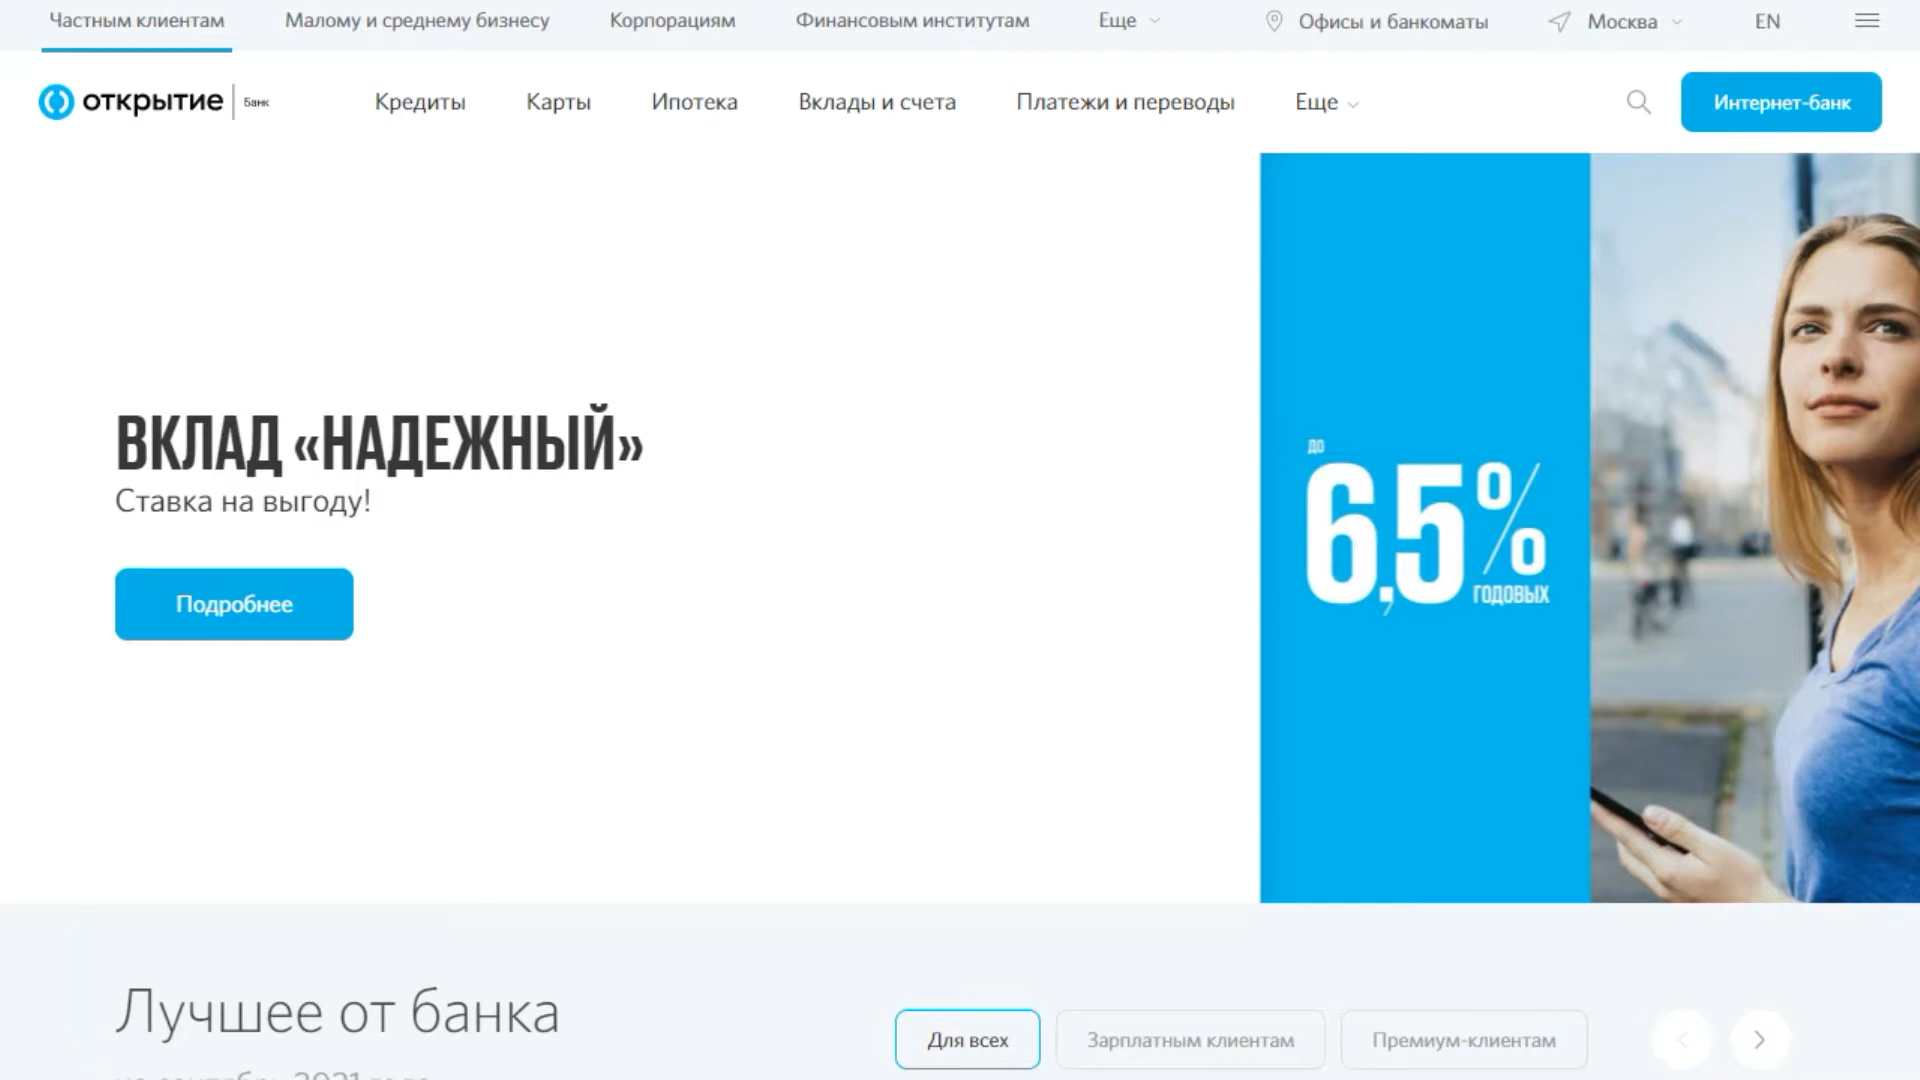 Частным клиентам Малому и среднему бизнесу Корпорациям Финансовым институтам Еще Офисы и банкоматы Москва EN
открытие Банк Кредиты Карты Ипотека Вклады и счета Платежи и переводы Еще Интернет-банк
ВКЛАД «НАДЕЖНЫЙ»
Ставка на выгоду!
Подробнее
ДО
6,5%
ГОДОВЫХ
Лучшее от банка
Для всех Зарплатным клиентам Премиум-клиентам